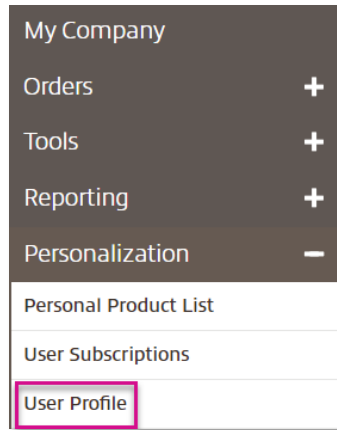 My Company
Orders
Tools
Reporting
Personalization
Personal Product List
User Subscriptions
User Profile